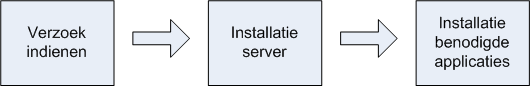 Verzoek
indienen
Installatie
server
Installatie
benodigde
applicaties